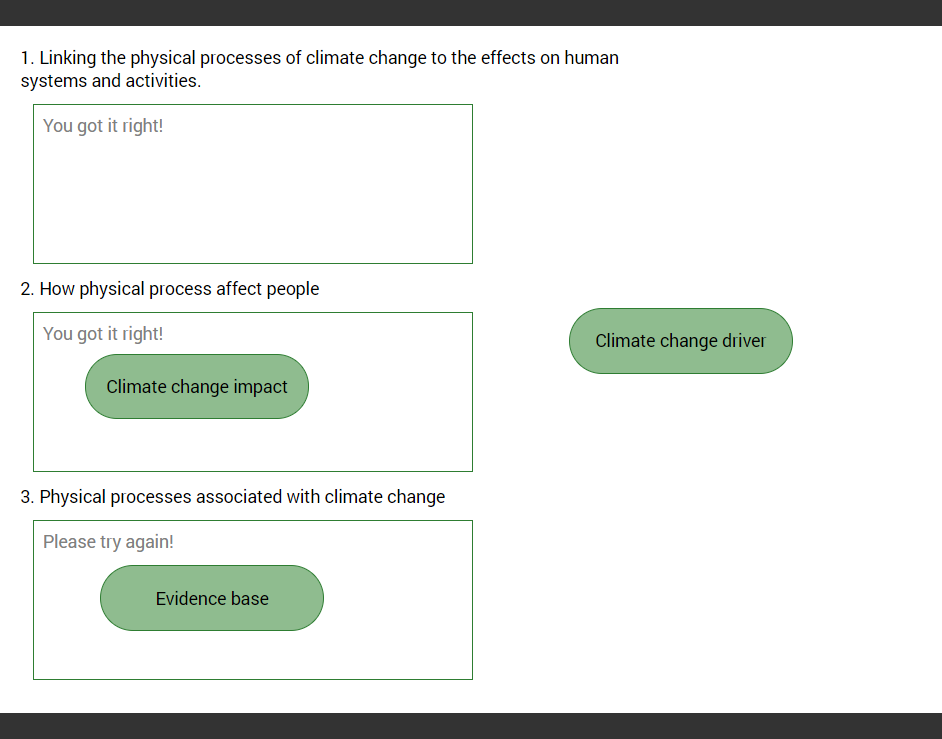 1. Linking the physical processes of climate change to the effects on human
systems and activities.
You got it right!
2. How physical process affect people
You got it right!
Climate change impact
Climate change driver
3. Physical processes associated with climate change
Please try again!
Evidence base